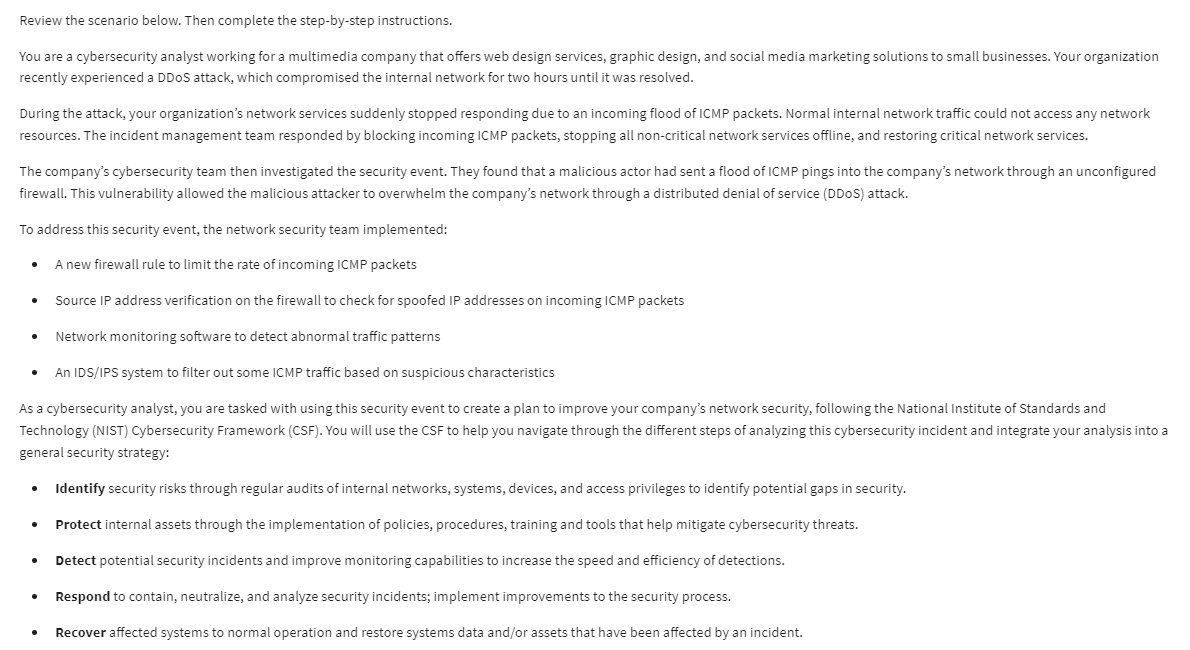 Review the scenario below. Then complete the step-by-step instructions.
You are a cybersecurity analyst working for a multimedia company that offers web design services, graphic design, and social media marketing solutions to small businesses. Your organization
recently experienced a DDoS attack, which compromised the internal network for two hours until it was resolved.
During the attack, your organization's network services suddenly stopped responding due to an incoming flood of ICMP packets. Normal internal network traffic could not access any network
resources. The incident management team responded by blocking incoming ICMP packets, stopping all non-critical network services offline, and restoring critical network services.
The company's cybersecurity team then investigated the security event. They found that a malicious actor had sent a flood of ICMP pings into the company's network through an unconfigured
firewall. This vulnerability allowed the malicious attacker to overwhelm the company's network through a distributed denial of service (DDoS) attack.
To address this security event, the network security team implemented:
• A new firewall rule to limit the rate of incoming ICMP packets
• Source IP address verification on the firewall to check for spoofed IP addresses on incoming ICMP packets
• Network monitoring software to detect abnormal traffic patterns
• An IDS/IPS system to filter out some ICMP traffic based on suspicious characteristics
As a cybersecurity analyst, you are tasked with using this security event to create a plan to improve your company's network security, following the National Institute of Standards and
Technology (NIST) Cybersecurity Framework (CSF). You will use the CSF to help you navigate through the different steps of analyzing this cybersecurity incident and integrate your analysis into a
general security strategy:
• Identify security risks through regular audits of internal networks, systems, devices, and access privileges to identify potential gaps in security.
• Protect internal assets through the implementation of policies, procedures, training and tools that help mitigate cybersecurity threats.
• Detect potential security incidents and improve monitoring capabilities to increase the speed and efficiency of detections.
• Respond to contain, neutralize, and analyze security incidents; implement improvements to the security process.
• Recover affected systems to normal operation and restore systems data and/or assets that have been affected by an incident.